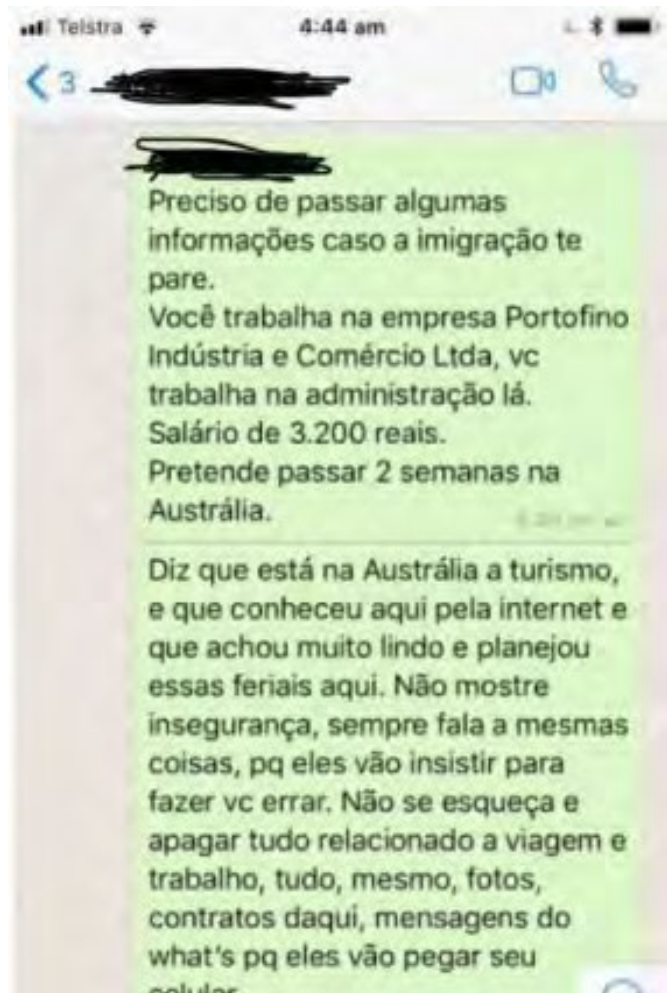 Telstra 4:44 am
3
Preciso de passar algumas
informações caso a imigração te
pare.
Você trabalha na empresa Portofino
Indústria e Comércio Ltda, vc
trabalha na administração lá.
Salário de 3.200 reais.
Pretende passar 2 semanas na
Austrália.
Diz que está na Austrália a turismo,
e que conheceu aqui pela internet e
que achou muito lindo e planejou
essas feriais aqui. Não mostre
insegurança, sempre fala a mesmas
coisas, pq eles vão insistir para
fazer vc errar. Não se esqueça e
apagar tudo relacionado a viagem e
trabalho, tudo, mesmo, fotos,
contratos daqui, mensagens do
what's pq eles vão pegar seu
celular